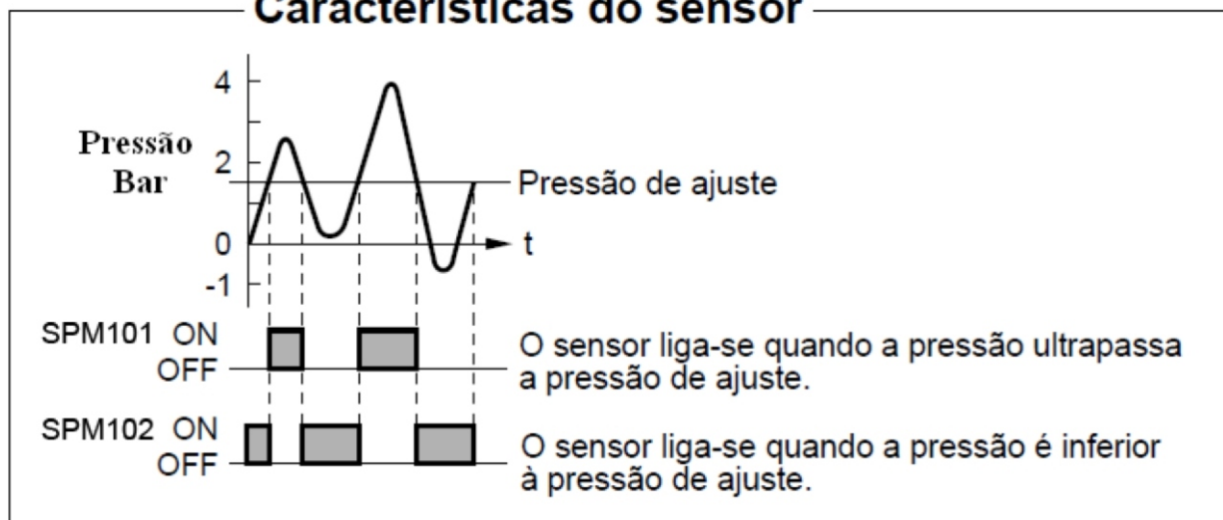 Características do sensor
4
Pressão
Bar
2
Pressão de ajuste
0
t
-1
SPM101 ON
OFF
O sensor liga-se quando a pressão ultrapassa
a pressão de ajuste.
SPM102 ON
OFF
O sensor liga-se quando a pressão é inferior
à pressão de ajuste.